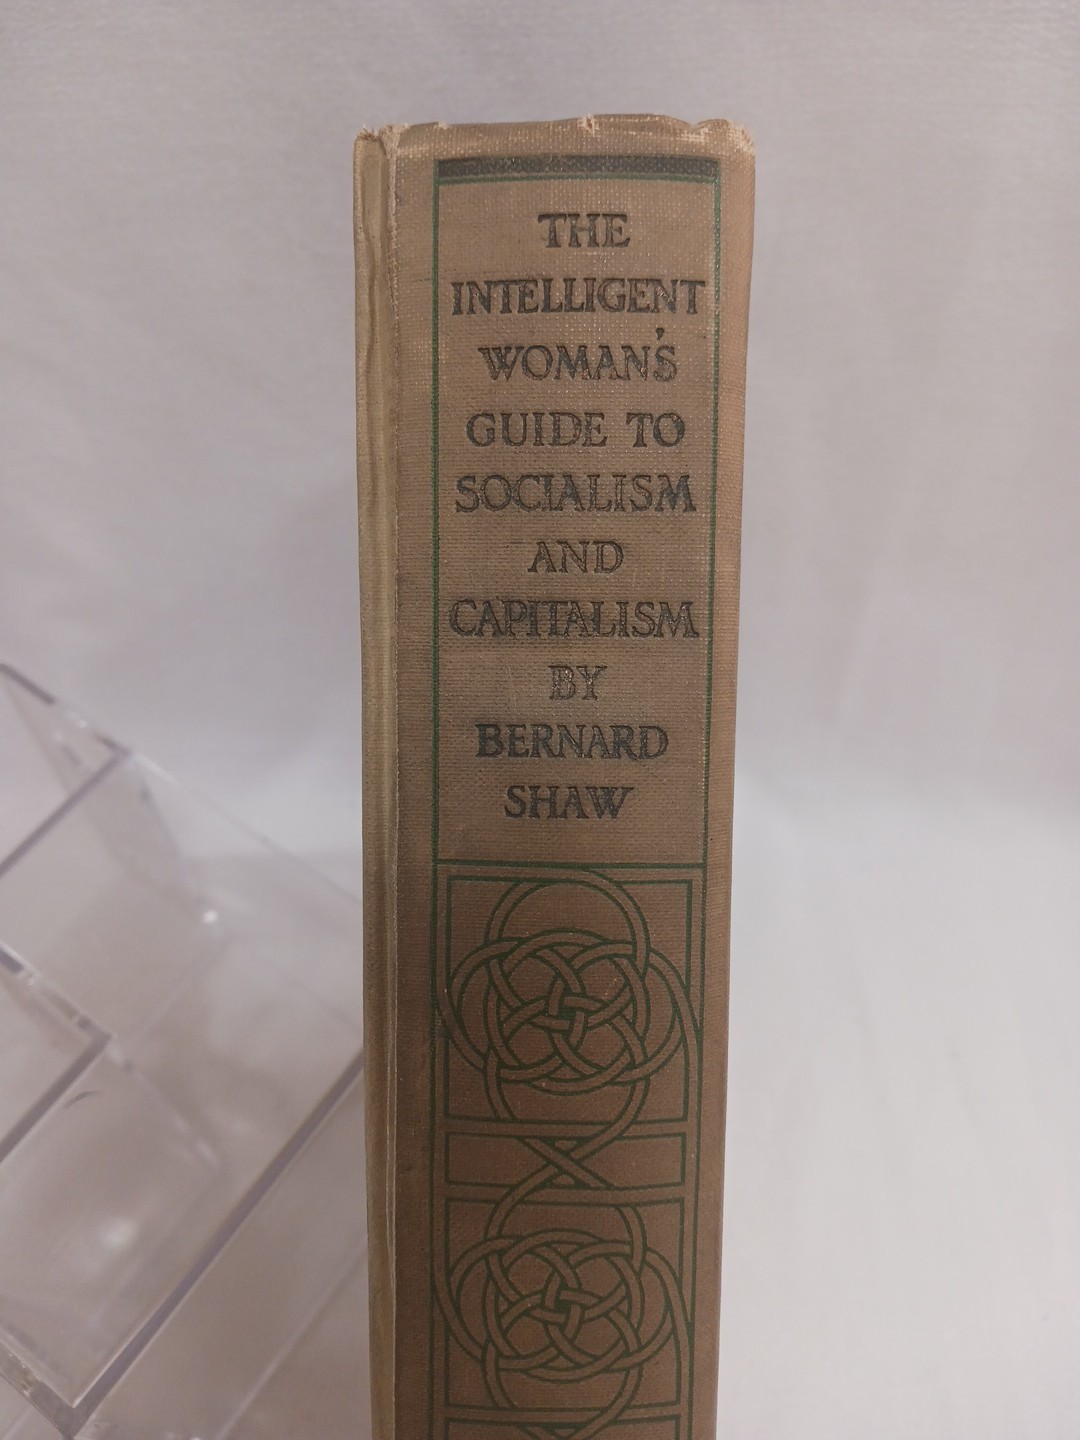 THE
INTELLIGENT
WOMAN'S
GUIDE TO
SOCIALISM
AND
CAPITALISM
BY
BERNARD
SHAW